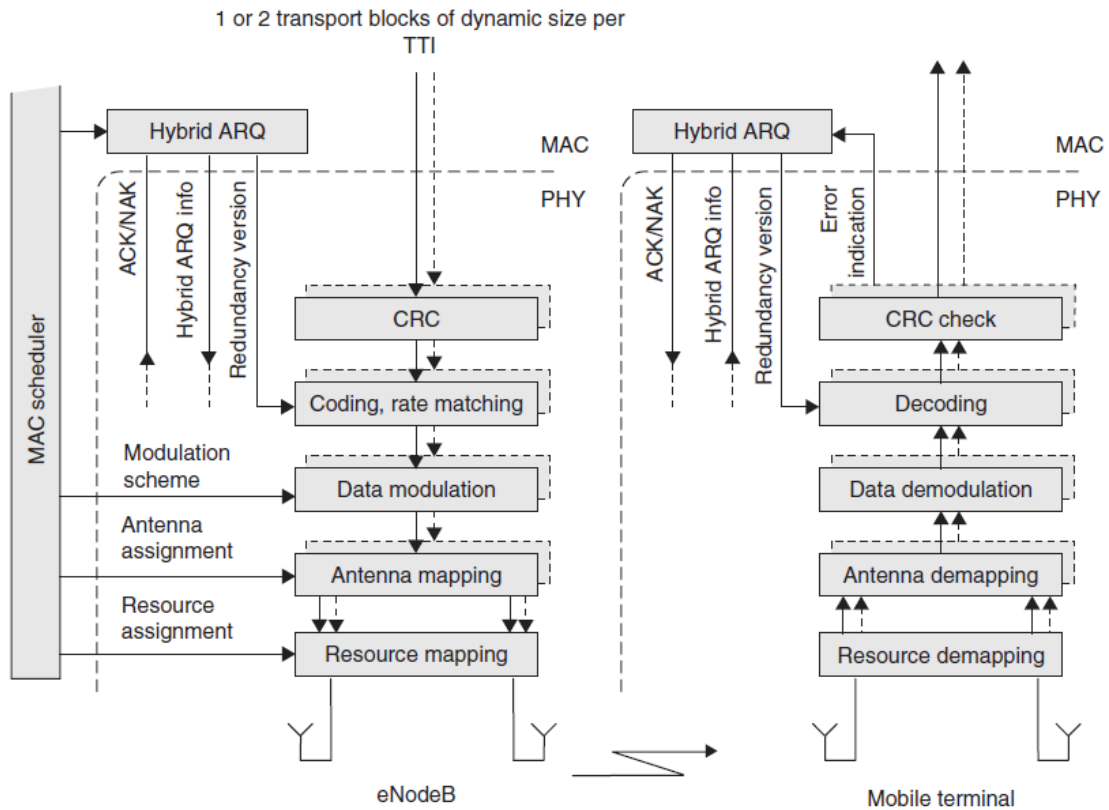 1 or 2 transport blocks of dynamic size per
TTI
Hybrid ARQ
MAC
PHY
ACK/NAK
Hybrid ARQ info
Redundancy version
CRC
Coding, rate matching
MAC scheduler
Modulation
scheme
Data modulation
Antenna
assignment
Antenna mapping
Resource
assignment
Resource mapping
eNodeB
Hybrid ARQ
MAC
PHY
ACK/NAK
Hybrid ARQ info
Redundancy version
Error
indication
CRC check
Decoding
Data demodulation
Antenna demapping
Resource demapping
Mobile terminal